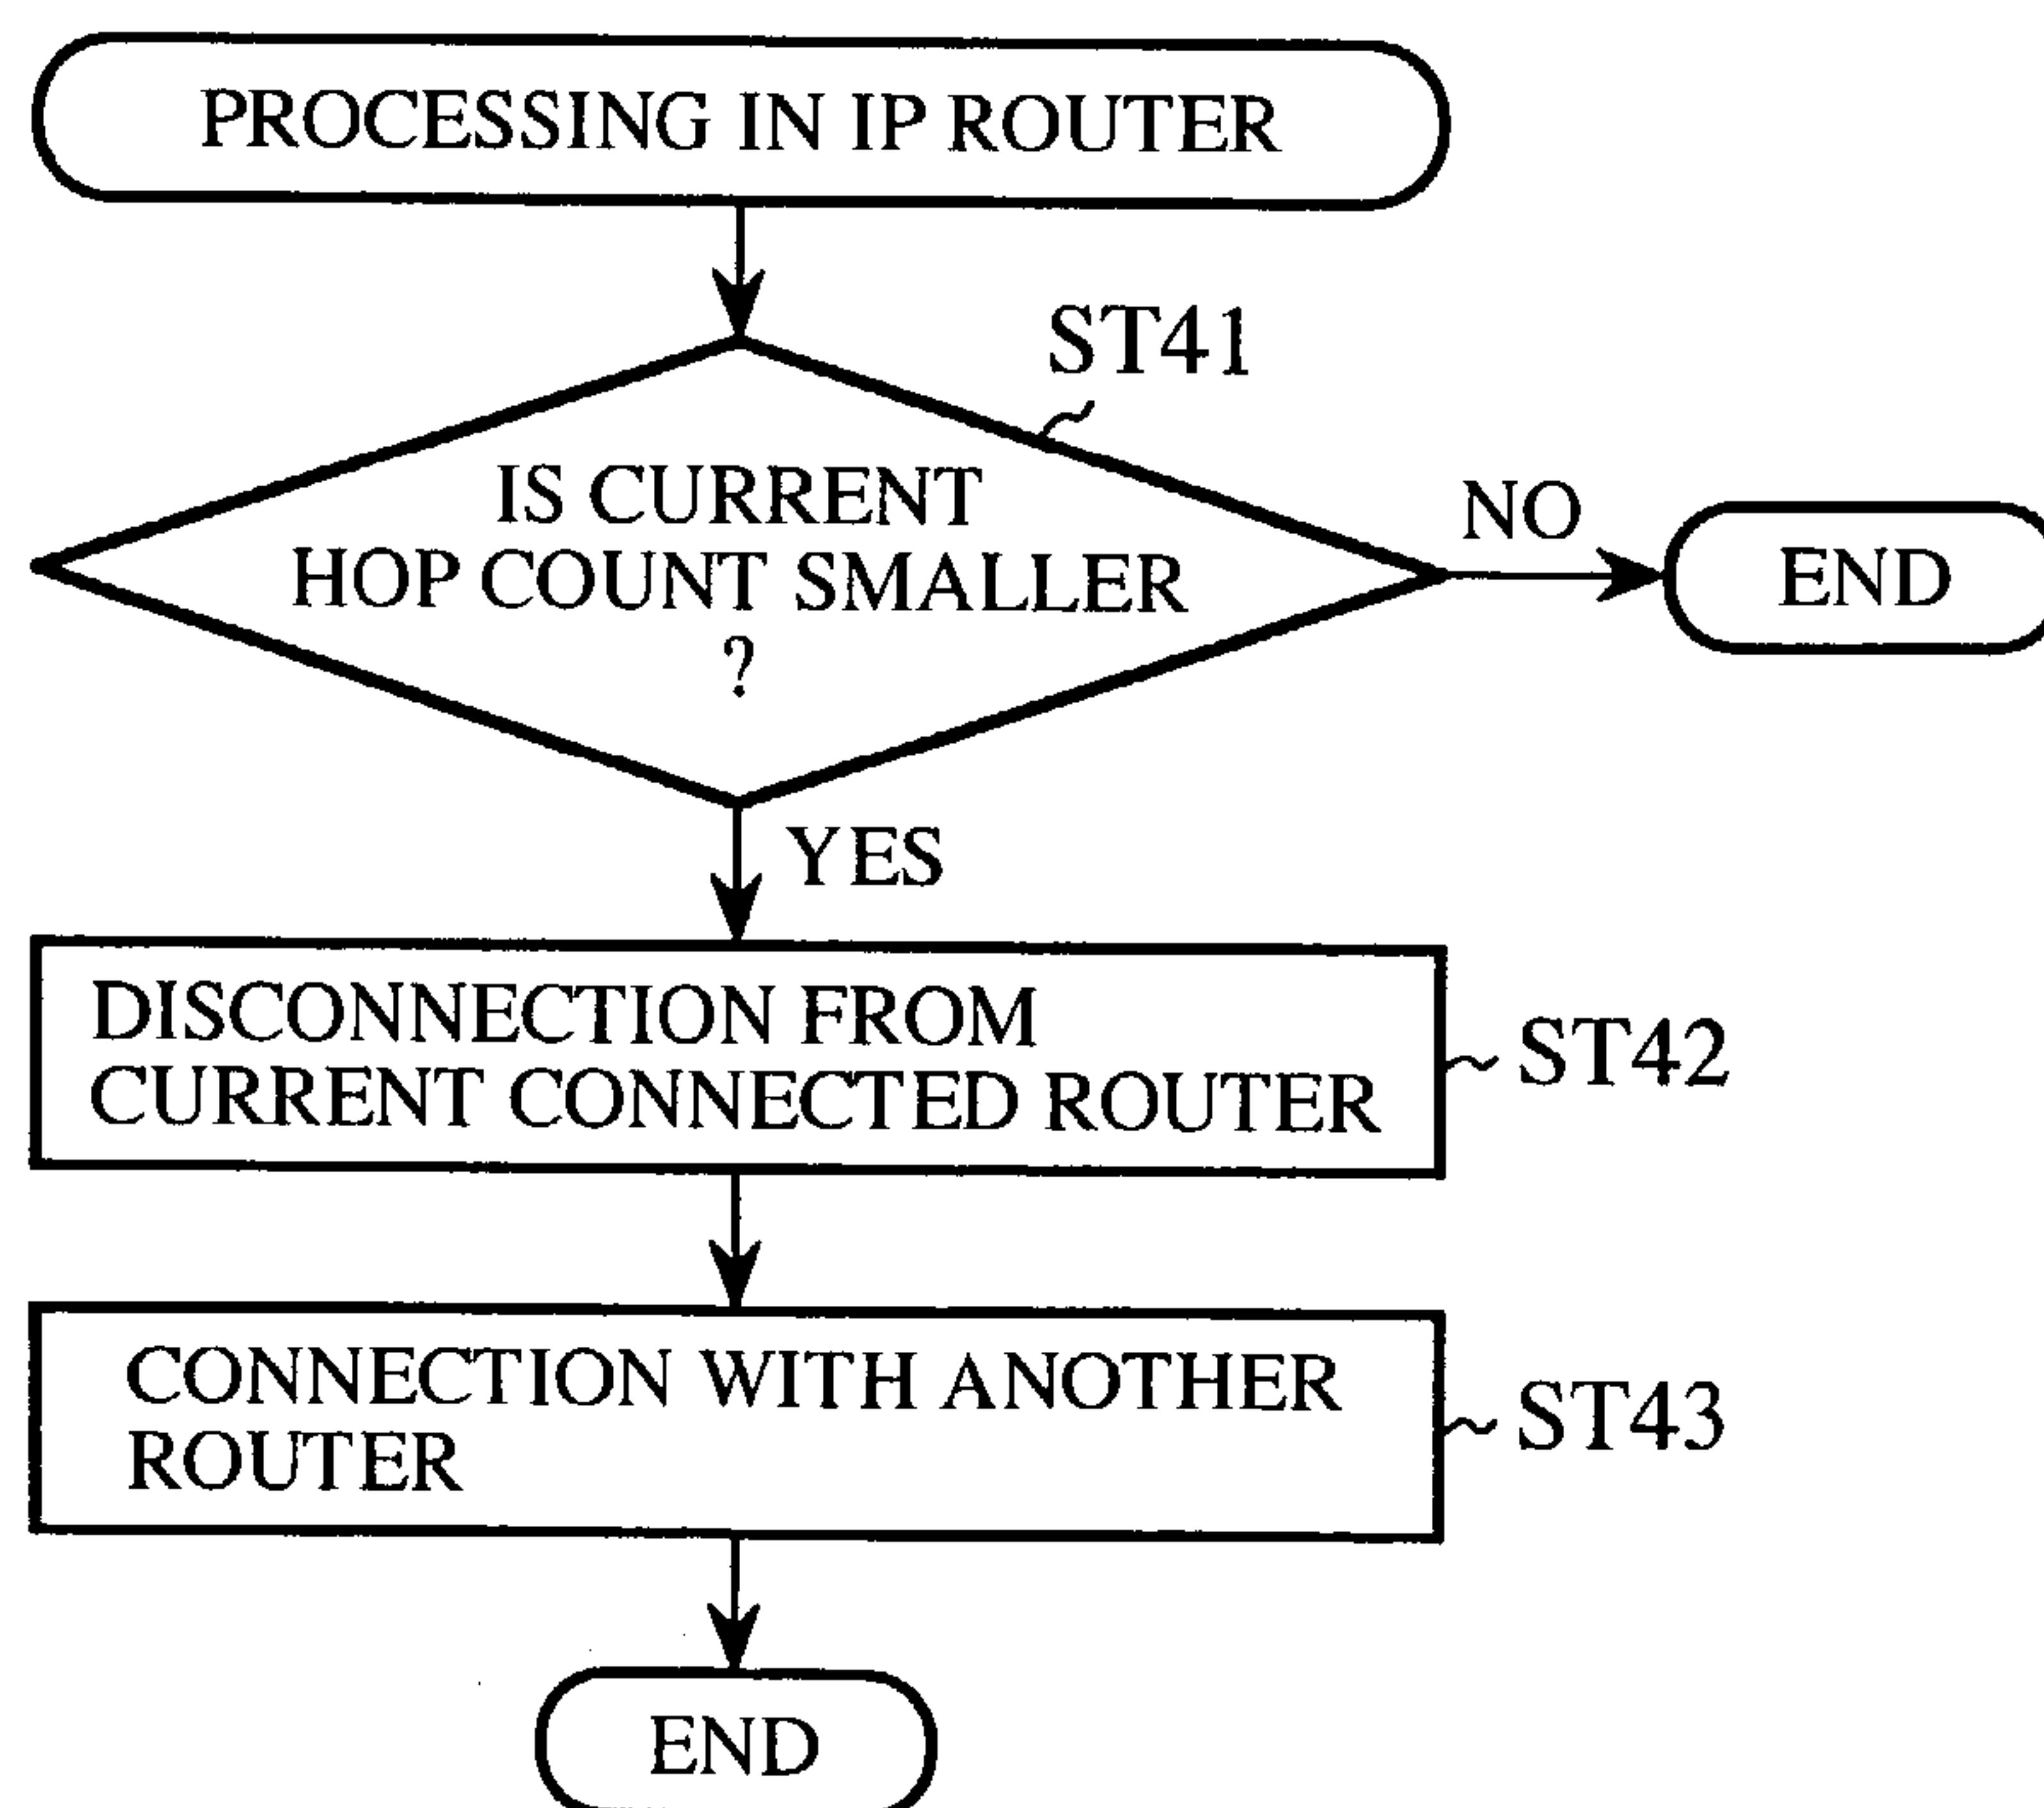 PROCESSING IN IP ROUTER
ST41
IS CURRENT
HOP COUNT SMALLER
?
NO
END
YES
DISCONNECTION FROM
CURRENT CONNECTED ROUTER
ST42
CONNECTION WITH ANOTHER
ROUTER
ST43
END